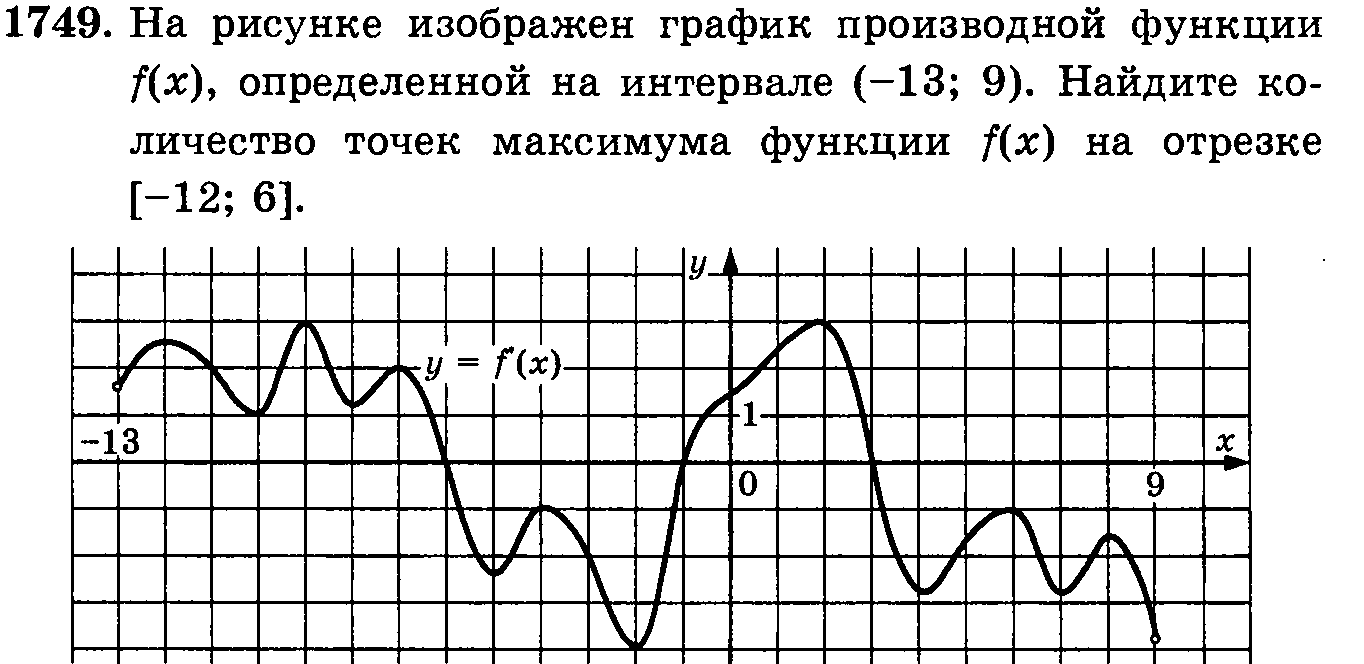 1749. На рисунке изображен график производной функции
f(x), определенной на интервале (−13; 9). Найдите ко-
личество точек максимума функции f(x) на отрезке
[−12; 6].
y
y = f'(x)
1
−13
x
0
9